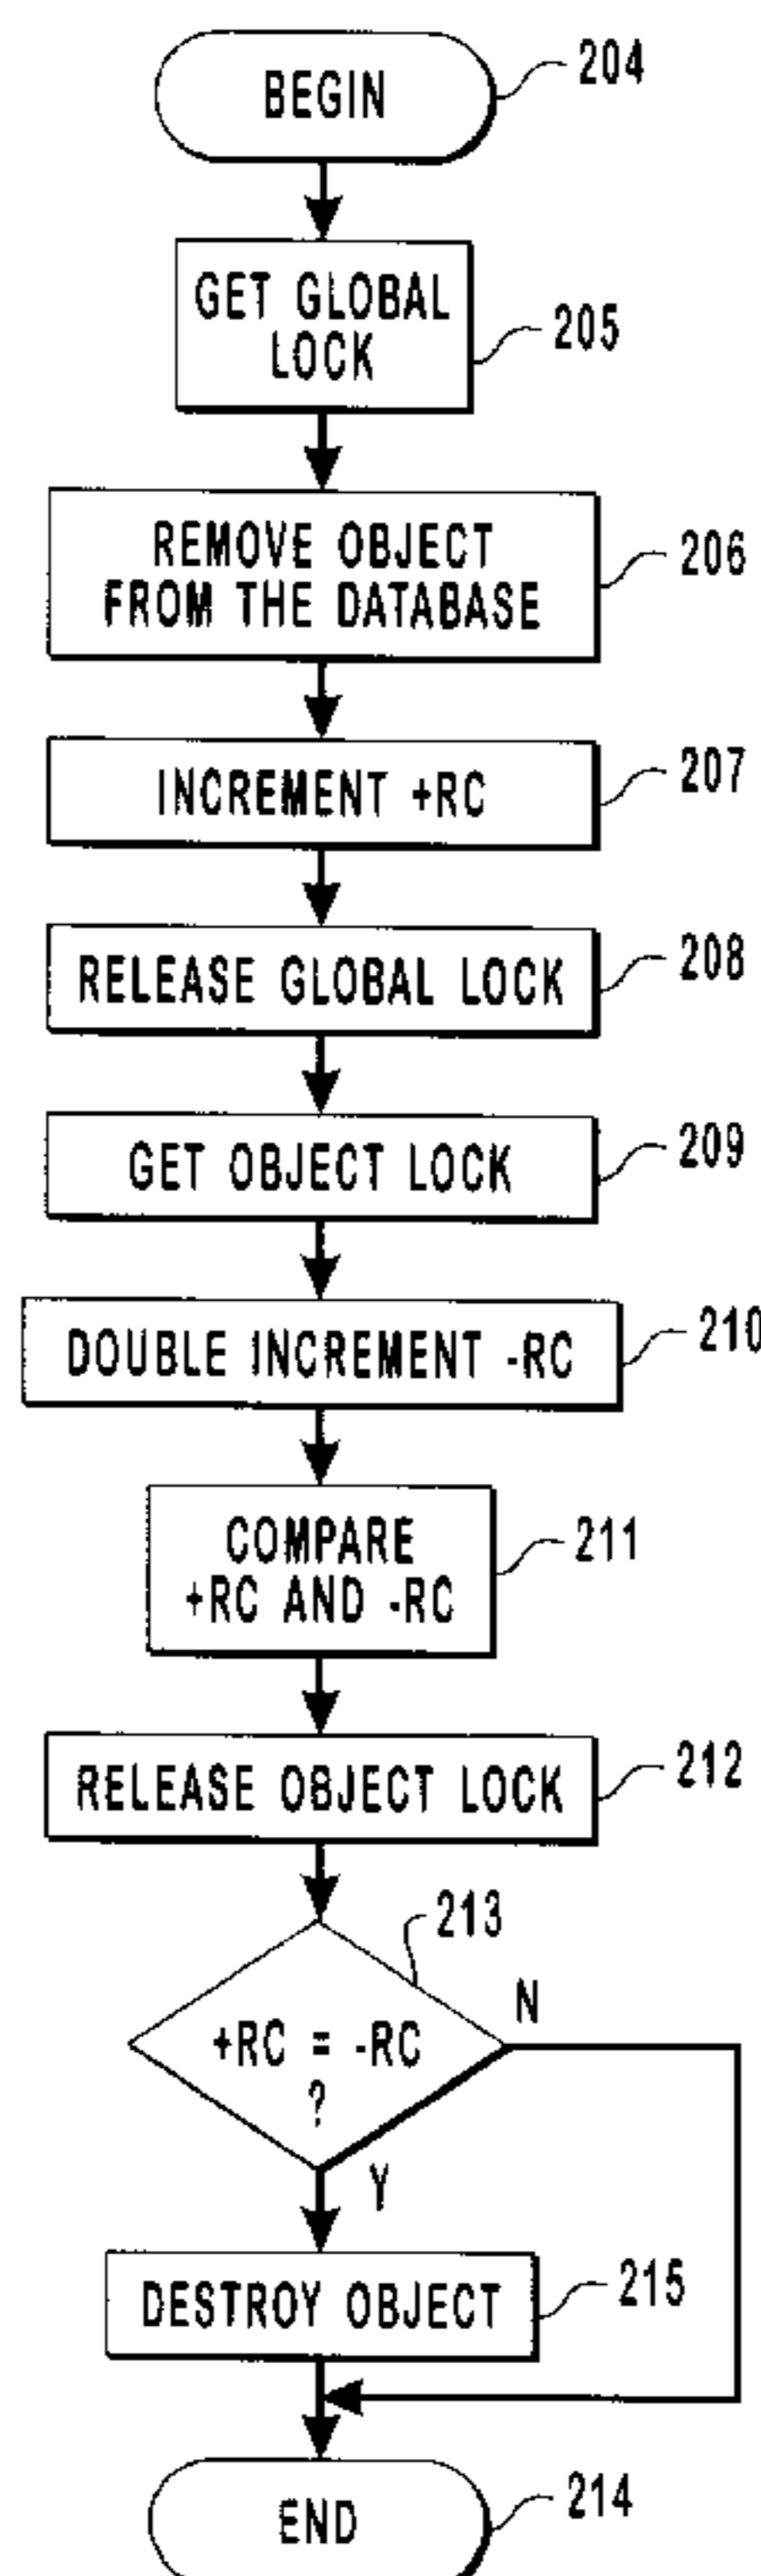 BEGIN
204
GET GLOBAL
LOCK
205
REMOVE OBJECT
FROM THE DATABASE
206
INCREMENT +RC
207
RELEASE GLOBAL LOCK
208
GET OBJECT LOCK
209
DOUBLE INCREMENT -RC
210
COMPARE
+RC AND -RC
211
RELEASE OBJECT LOCK
212
213
+RC = -RC
?
N
Y
DESTROY OBJECT
215
END
214